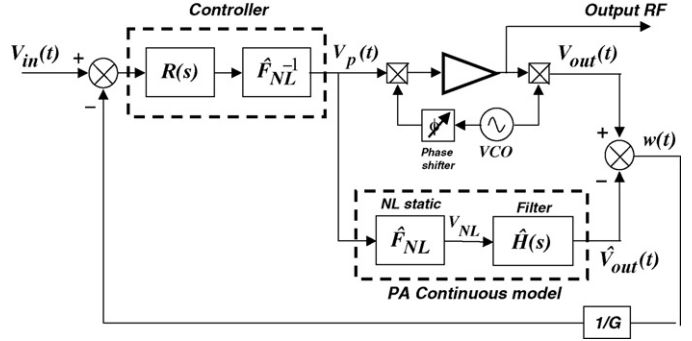 Controller
Output RF
V_in(t)
+
−
R(s)
F̂_NL^-1
V_p(t)
V_out(t)
ϕ
Phase shifter
VCO
+
−
w(t)
NL static
V_NL
Filter
F̂_NL
Ĥ(s)
V̂_out(t)
PA Continuous model
1/G